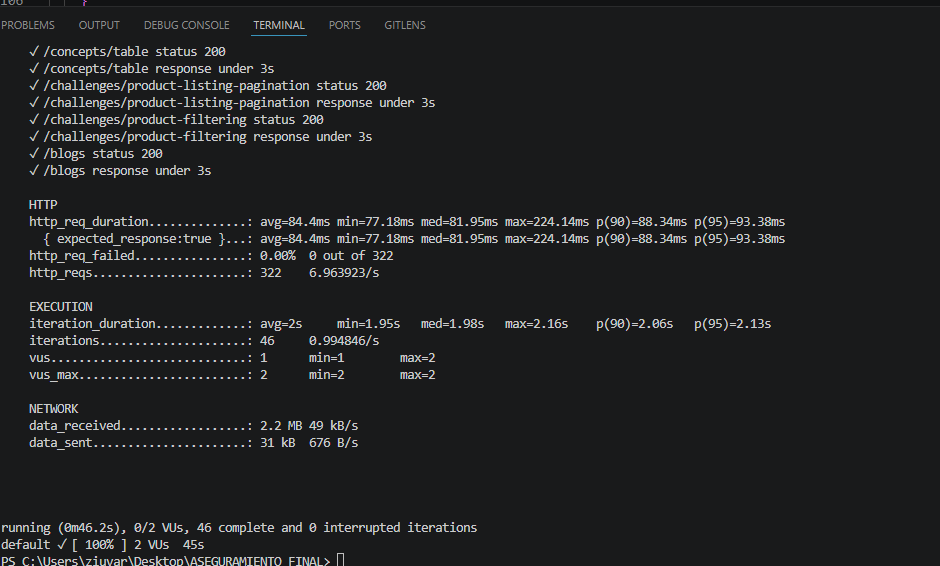 106 }
PROBLEMS OUTPUT DEBUG CONSOLE TERMINAL PORTS GITLENS
✓ /concepts/table status 200
✓ /concepts/table response under 3s
✓ /challenges/product-listing-pagination status 200
✓ /challenges/product-listing-pagination response under 3s
✓ /challenges/product-filtering status 200
✓ /challenges/product-filtering response under 3s
✓ /blogs status 200
✓ /blogs response under 3s
HTTP
http_req_duration..............: avg=84.4ms min=77.18ms med=81.95ms max=224.14ms p(90)=88.34ms p(95)=93.38ms
{ expected_response:true }...: avg=84.4ms min=77.18ms med=81.95ms max=224.14ms p(90)=88.34ms p(95)=93.38ms
http_req_failed................: 0.00% 0 out of 322
http_reqs......................: 322 6.963923/s
EXECUTION
iteration_duration.............: avg=2s min=1.95s med=1.98s max=2.16s p(90)=2.06s p(95)=2.13s
iterations.....................: 46 0.994846/s
vus............................: 1 min=1 max=2
vus_max........................: 2 min=2 max=2
NETWORK
data_received..................: 2.2 MB 49 kB/s
data_sent......................: 31 kB 676 B/s
running (0m46.2s), 0/2 VUs, 46 complete and 0 interrupted iterations
default ✓ [ 100% ] 2 VUs 45s
PS C:\Users\ziuvar\Desktop\ASEGURAMIENTO FINAL>